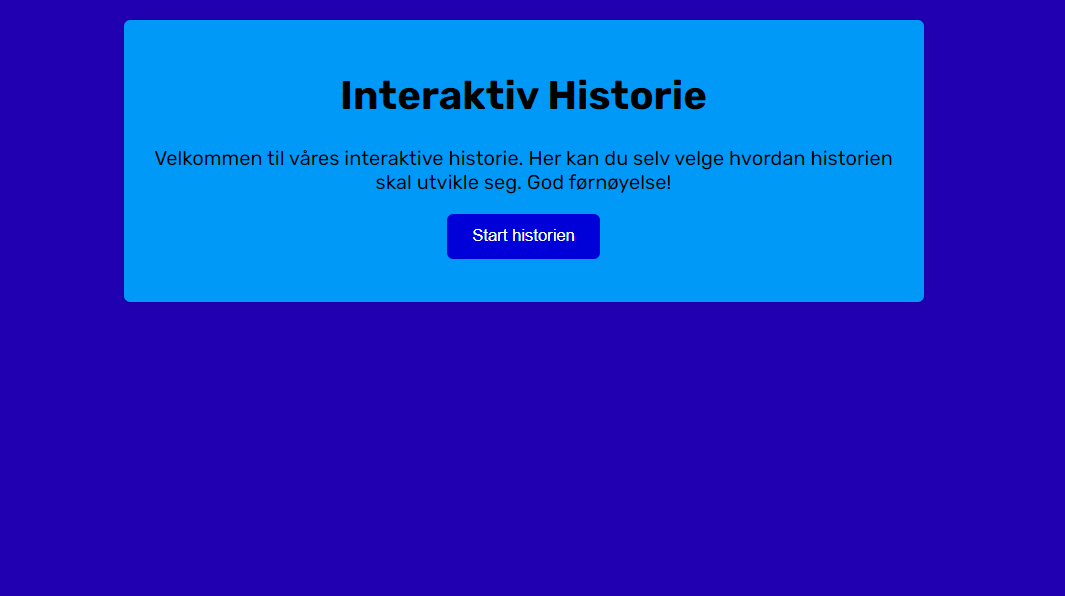 Interaktiv Historie
Velkommen til våres interaktive historie. Her kan du selv velge hvordan historien
skal utvikle seg. God førnøyelse!
Start historien